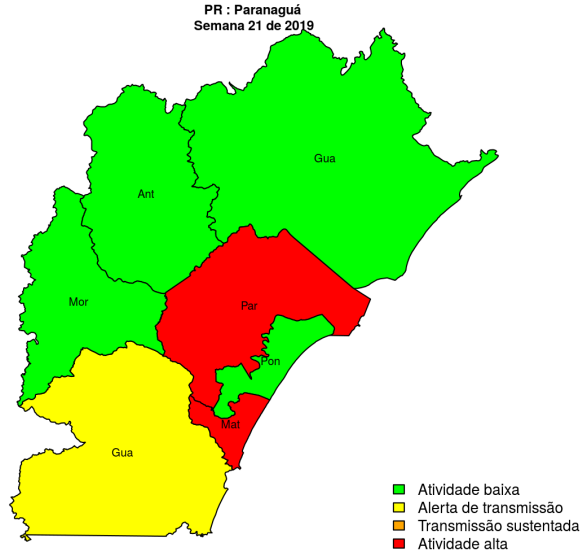 PR : Paranaguá
Semana 21 de 2019
Gua
Ant
Mor
Par
Pon
Mat
Gua
Atividade baixa
Alerta de transmissão
Transmissão sustentada
Atividade alta